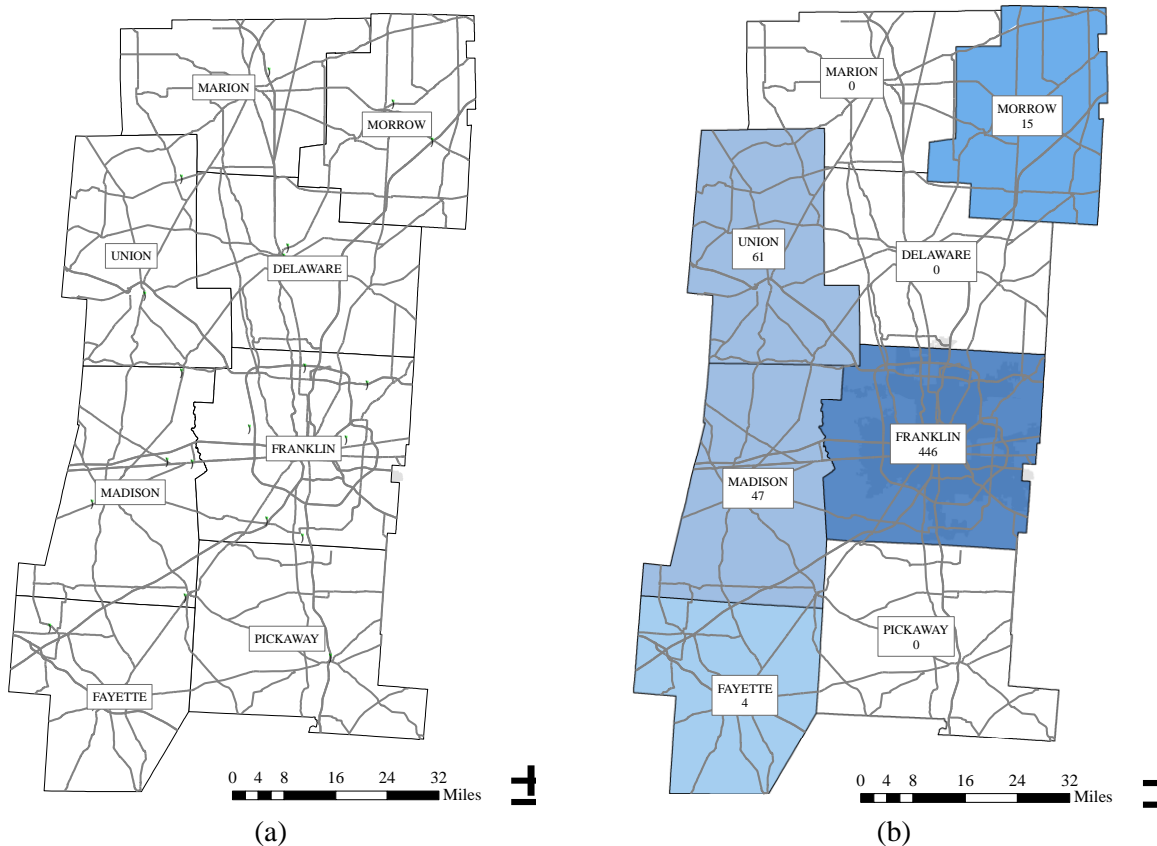 MARION
MORROW
UNION
DELAWARE
FRANKLIN
MADISON
PICKAWAY
FAYETTE
0 4 8 16 24 32
Miles
(a)
MARION
0
MORROW
15
UNION
61
DELAWARE
0
FRANKLIN
446
MADISON
47
PICKAWAY
0
FAYETTE
4
0 4 8 16 24 32
Miles
(b)